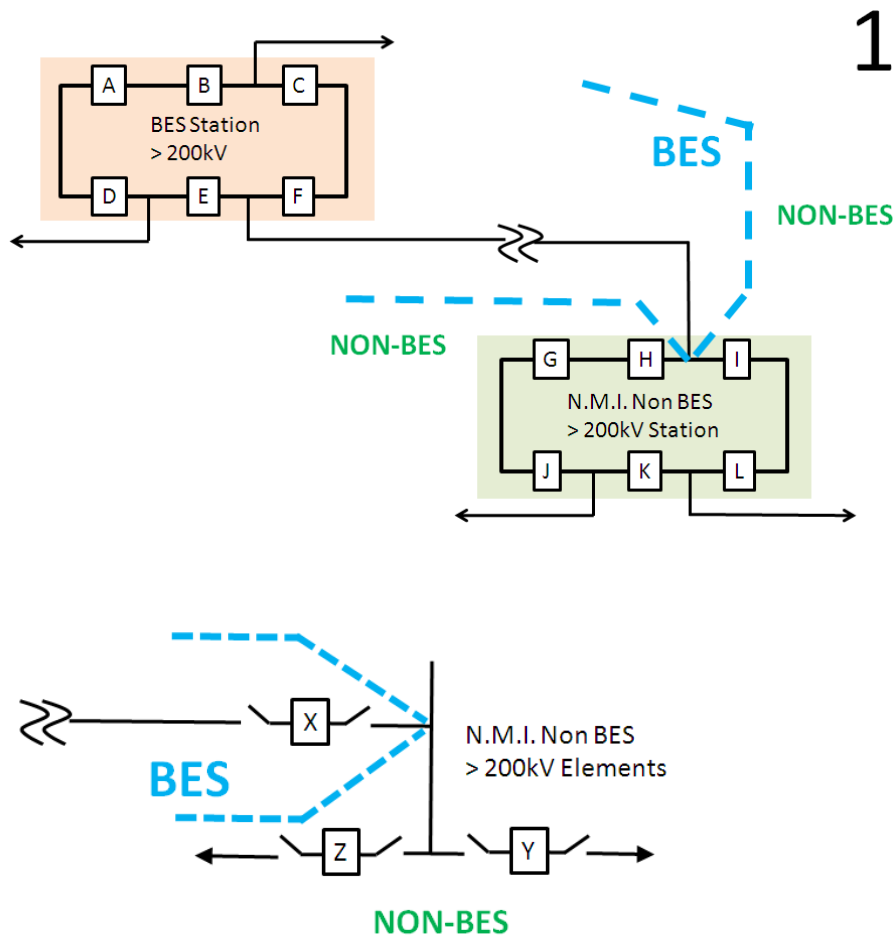 1
A
B
C
BES Station
> 200kV
D
E
F
BES
NON-BES
NON-BES
G
H
I
N.M.I. Non BES
> 200kV Station
J
K
L
X
N.M.I. Non BES
> 200kV Elements
BES
Z
Y
NON-BES